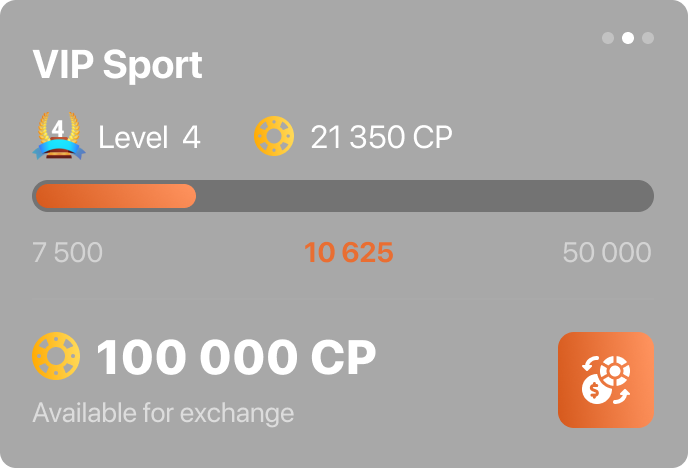 VIP Sport
4 Level 4 21 350 CP
7 500 10 625 50 000
100 000 CP
Available for exchange
$